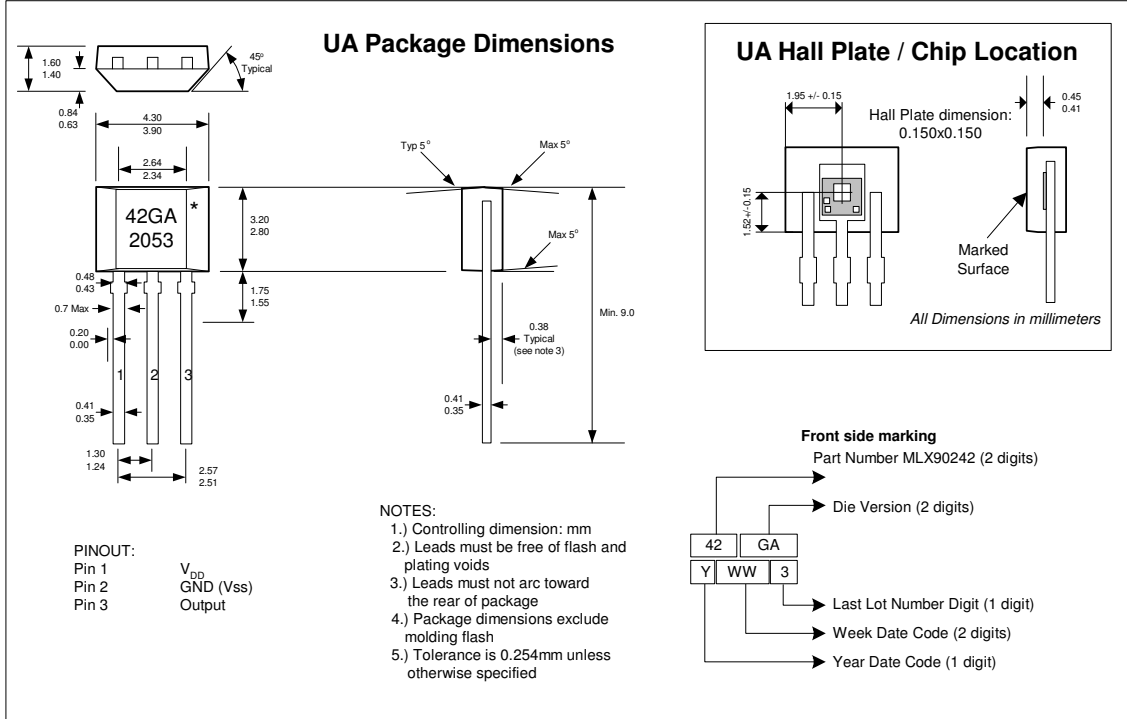 UA Package Dimensions
1.60
1.40
45°
Typical
0.84
0.63
4.30
3.90
2.64
2.34
42GA *
2053
3.20
2.80
0.48
0.43
0.7 Max
0.20
0.00
1.75
1.55
1 2 3
0.41
0.35
1.30
1.24
2.57
2.51
Typ 5°
Max 5°
Max 5°
0.38
Typical
(see note 3)
Min. 9.0
0.41
0.35
UA Hall Plate / Chip Location
1.95 +/- 0.15
Hall Plate dimension:
0.150x0.150
0.45
0.41
1.52+/-0.15
Marked
Surface
All Dimensions in millimeters
PINOUT:
Pin 1 VDD
Pin 2 GND (Vss)
Pin 3 Output
NOTES:
1.) Controlling dimension: mm
2.) Leads must be free of flash and
plating voids
3.) Leads must not arc toward
the rear of package
4.) Package dimensions exclude
molding flash
5.) Tolerance is 0.254mm unless
otherwise specified
Front side marking
Part Number MLX90242 (2 digits)
Die Version (2 digits)
42 GA
Y WW 3
Last Lot Number Digit (1 digit)
Week Date Code (2 digits)
Year Date Code (1 digit)